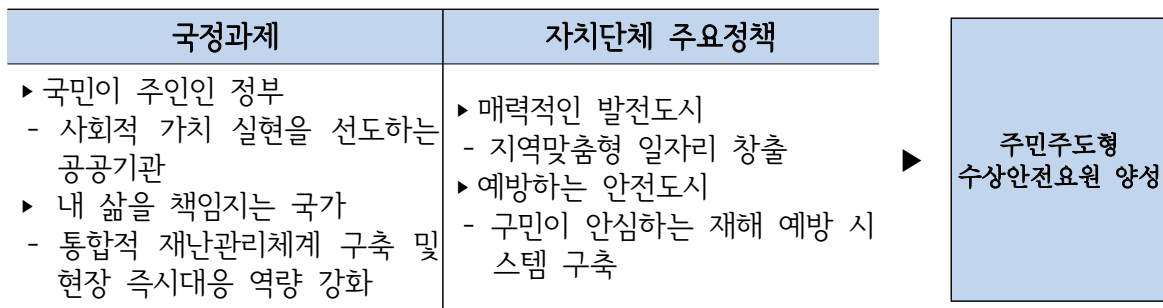 국정과제
자치단체 주요정책
▸국민이 주인인 정부
- 사회적 가치 실현을 선도하는
공공기관
▸ 내 삶을 책임지는 국가
- 통합적 재난관리체계 구축 및
현장 즉시대응 역량 강화
▸매력적인 발전도시
- 지역맞춤형 일자리 창출
▸예방하는 안전도시
- 구민이 안심하는 재해 예방 시
스템 구축
▶
주민주도형
수상안전요원 양성